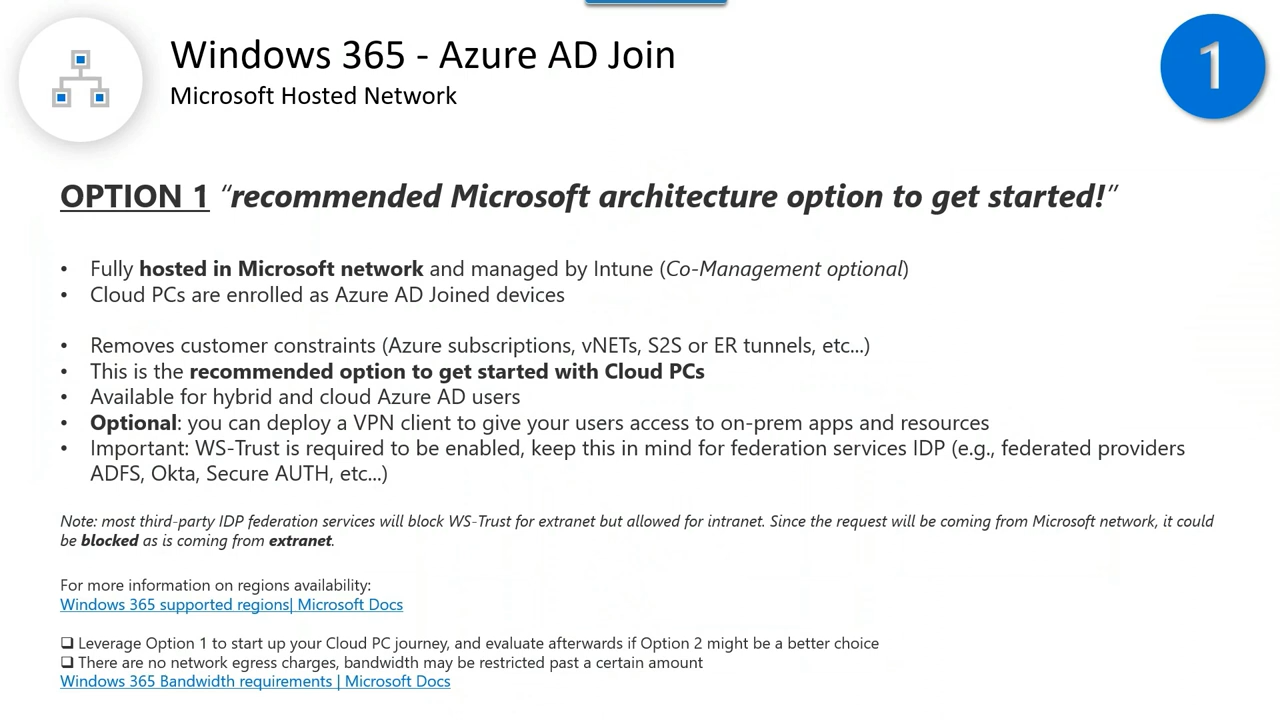 Windows 365 - Azure AD Join
Microsoft Hosted Network
1
OPTION 1 “recommended Microsoft architecture option to get started!”
• Fully hosted in Microsoft network and managed by Intune (Co-Management optional)
• Cloud PCs are enrolled as Azure AD Joined devices
• Removes customer constraints (Azure subscriptions, vNETs, S2S or ER tunnels, etc...)
• This is the recommended option to get started with Cloud PCs
• Available for hybrid and cloud Azure AD users
• Optional: you can deploy a VPN client to give your users access to on-prem apps and resources
• Important: WS-Trust is required to be enabled, keep this in mind for federation services IDP (e.g., federated providers
ADFS, Okta, Secure AUTH, etc...)
Note: most third-party IDP federation services will block WS-Trust for extranet but allowed for intranet. Since the request will be coming from Microsoft network, it could
be blocked as is coming from extranet.
For more information on regions availability:
Windows 365 supported regions| Microsoft Docs
❑ Leverage Option 1 to start up your Cloud PC journey, and evaluate afterwards if Option 2 might be a better choice
❑ There are no network egress charges, bandwidth may be restricted past a certain amount
Windows 365 Bandwidth requirements | Microsoft Docs